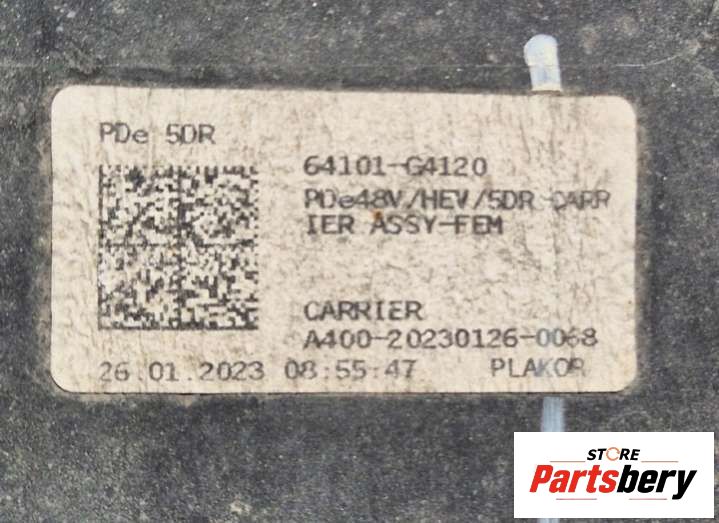 PDe 5DR
64101-G4120
PDe48V/HEV/5DR CARR
IER ASSY-FEM
CARRIER
A400-20230126-0068
26.01.2023 08:55:47 PLAKOR
STORE
Partsbery